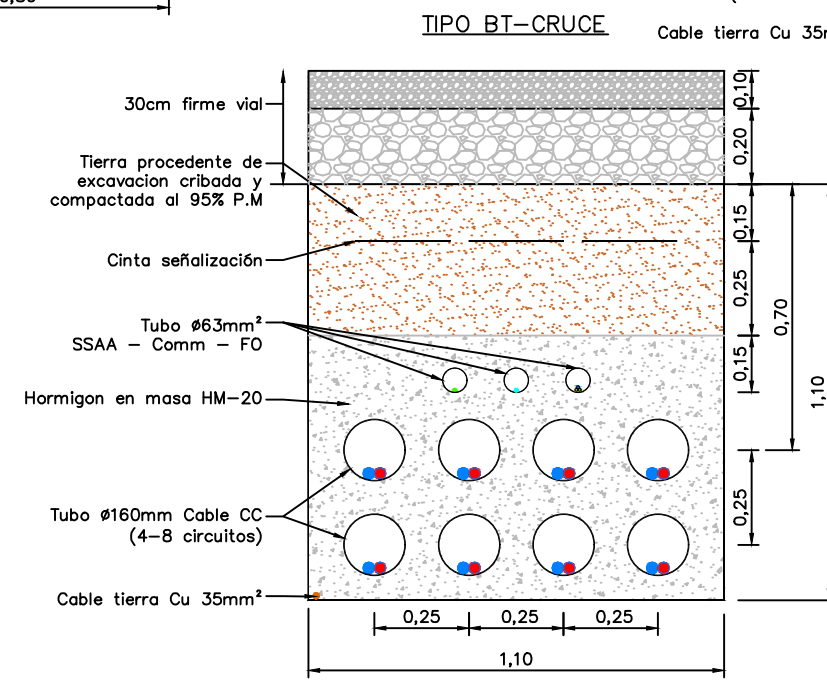 TIPO BT-CRUCE
Cable tierra Cu 35m
30cm firme vial
Tierra procedente de
excavacion cribada y
compactada al 95% P.M
Cinta señalización
Tubo Ø63mm²
SSAA - Comm - FO
Hormigon en masa HM-20
Tubo Ø160mm Cable CC
(4-8 circuitos)
Cable tierra Cu 35mm²
0,10
0,20
0,15
0,25
0,15
0,25
0,70
1,10
0,25
0,25
0,25
1,10